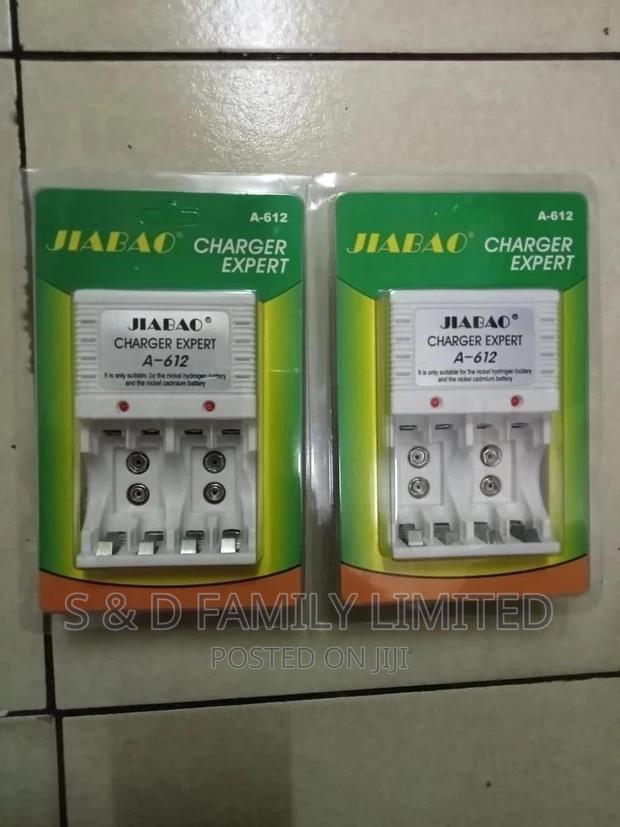 A-612
JIABAO® CHARGER
EXPERT
JIABAO®
CHARGER EXPERT
A-612
It is only suitable for the nickel hydrogen battery
and the nickel cadmium battery
A-612
JIABAO® CHARGER
EXPERT
JIABAO®
CHARGER EXPERT
A-612
It is only suitable for the nickel hydrogen battery
and the nickel cadmium battery
S & D FAMILY LIMITED
POSTED ON JIJI